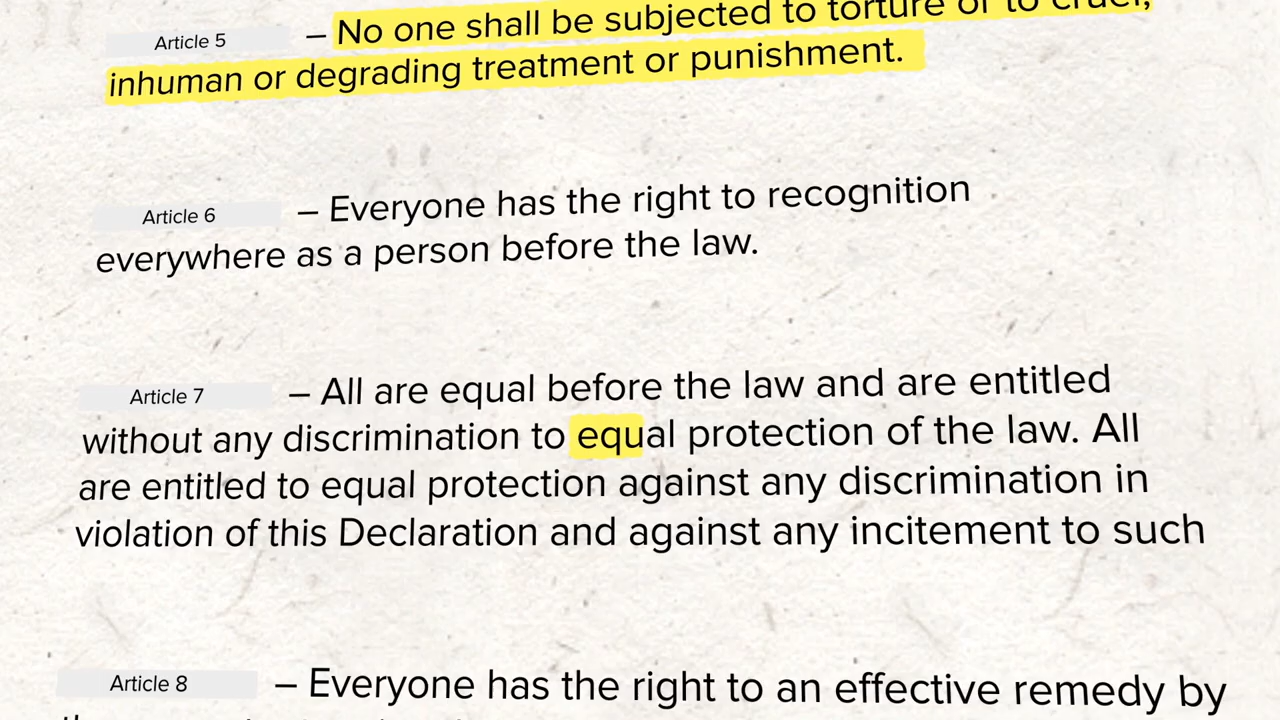 Article 5 – No one shall be subjected to torture or to cruel,
inhuman or degrading treatment or punishment.
Article 6 – Everyone has the right to recognition
everywhere as a person before the law.
Article 7 – All are equal before the law and are entitled
without any discrimination to equal protection of the law. All
are entitled to equal protection against any discrimination in
violation of this Declaration and against any incitement to such
Article 8 – Everyone has the right to an effective remedy by